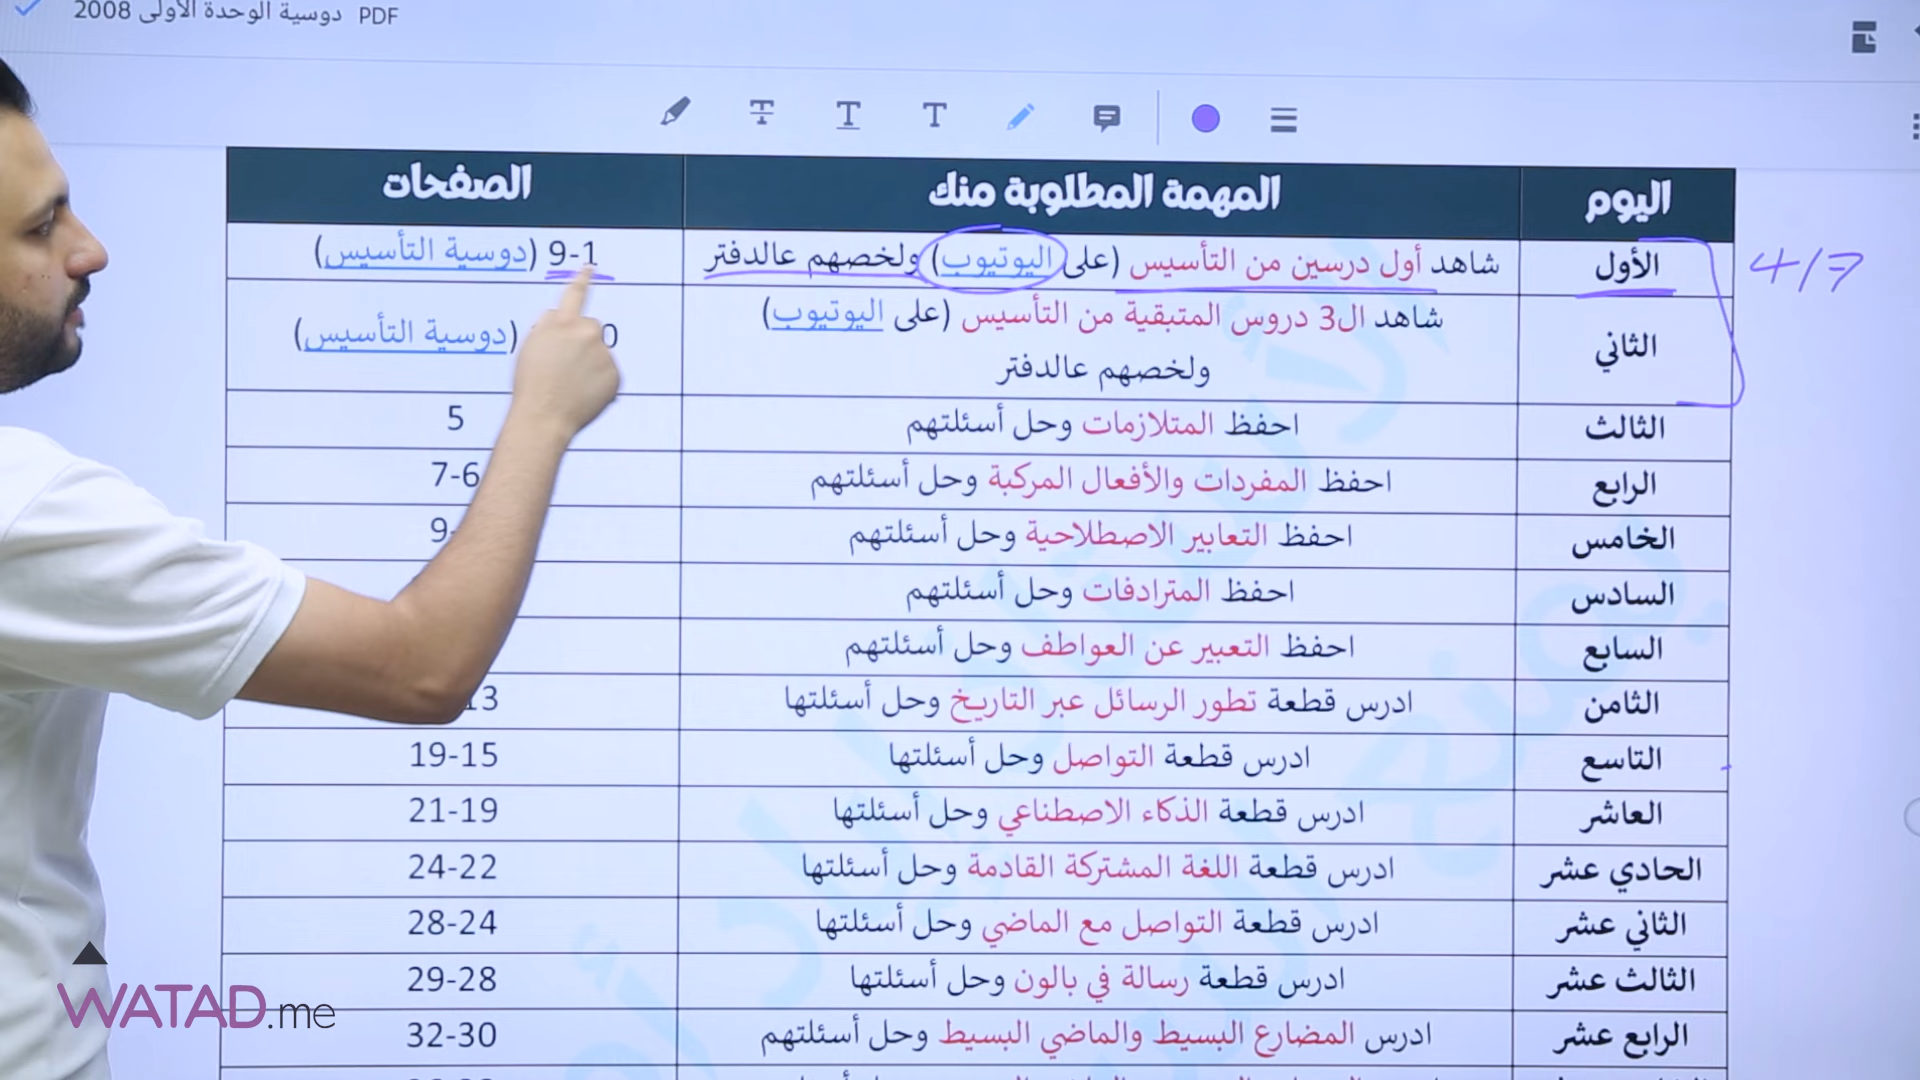 دوسية الوحدة الأولى 2008 PDF
اليوم المهمة المطلوبة منك الصفحات
الأول شاهد أول درسين من التأسيس (على اليوتيوب) ولخصهم عالدفتر 9-1 (دوسية التأسيس)
4/7
الثاني شاهد ال3 دروس المتبقية من التأسيس (على اليوتيوب) (دوسية التأسيس)
ولخصهم عالدفتر
الثالث احفظ المتلازمات وحل أسئلتهم 5
الرابع احفظ المفردات والأفعال المركبة وحل أسئلتهم 7-6
الخامس احفظ التعابير الاصطلاحية وحل أسئلتهم 9-
السادس احفظ المترادفات وحل أسئلتهم
السابع احفظ التعبير عن العواطف وحل أسئلتهم
الثامن ادرس قطعة تطور الرسائل عبر التاريخ وحل أسئلتها 13
التاسع ادرس قطعة التواصل وحل أسئلتها 19-15
العاشر ادرس قطعة الذكاء الاصطناعي وحل أسئلتها 21-19
الحادي عشر ادرس قطعة اللغة المشتركة القادمة وحل أسئلتها 24-22
الثاني عشر ادرس قطعة التواصل مع الماضي وحل أسئلتها 28-24
الثالث عشر ادرس قطعة رسالة في بالون وحل أسئلتها 29-28
الرابع عشر ادرس المضارع البسيط والماضي البسيط وحل أسئلتهم 32-30
WATAD.me